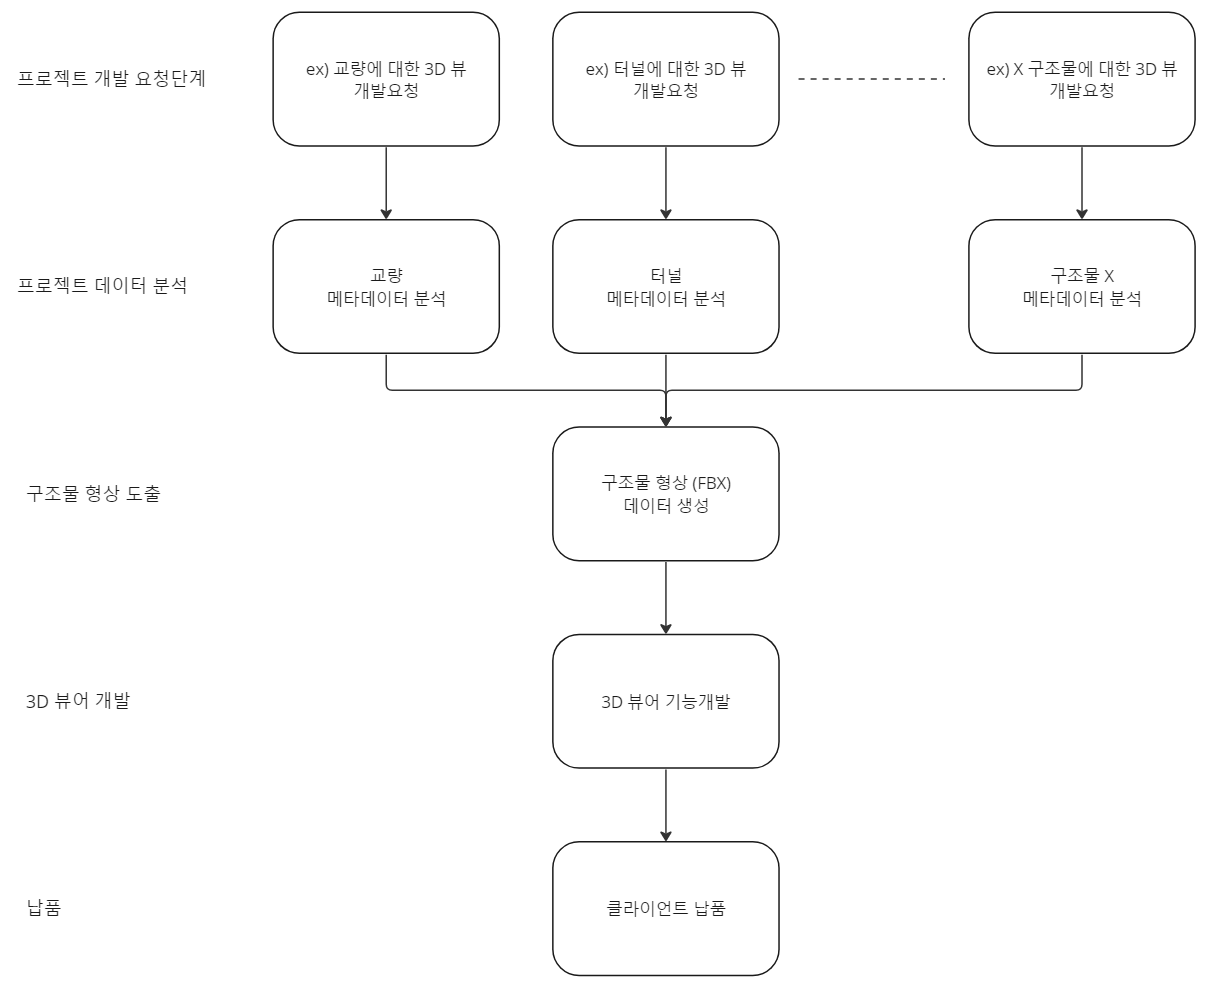 프로젝트 개발 요청단계
ex) 교량에 대한 3D 뷰
개발요청
ex) 터널에 대한 3D 뷰
개발요청
ex) X 구조물에 대한 3D 뷰
개발요청
프로젝트 데이터 분석
교량
메타데이터 분석
터널
메타데이터 분석
구조물 X
메타데이터 분석
구조물 형상 도출
구조물 형상 (FBX)
데이터 생성
3D 뷰어 개발
3D 뷰어 기능개발
납품
클라이언트 납품